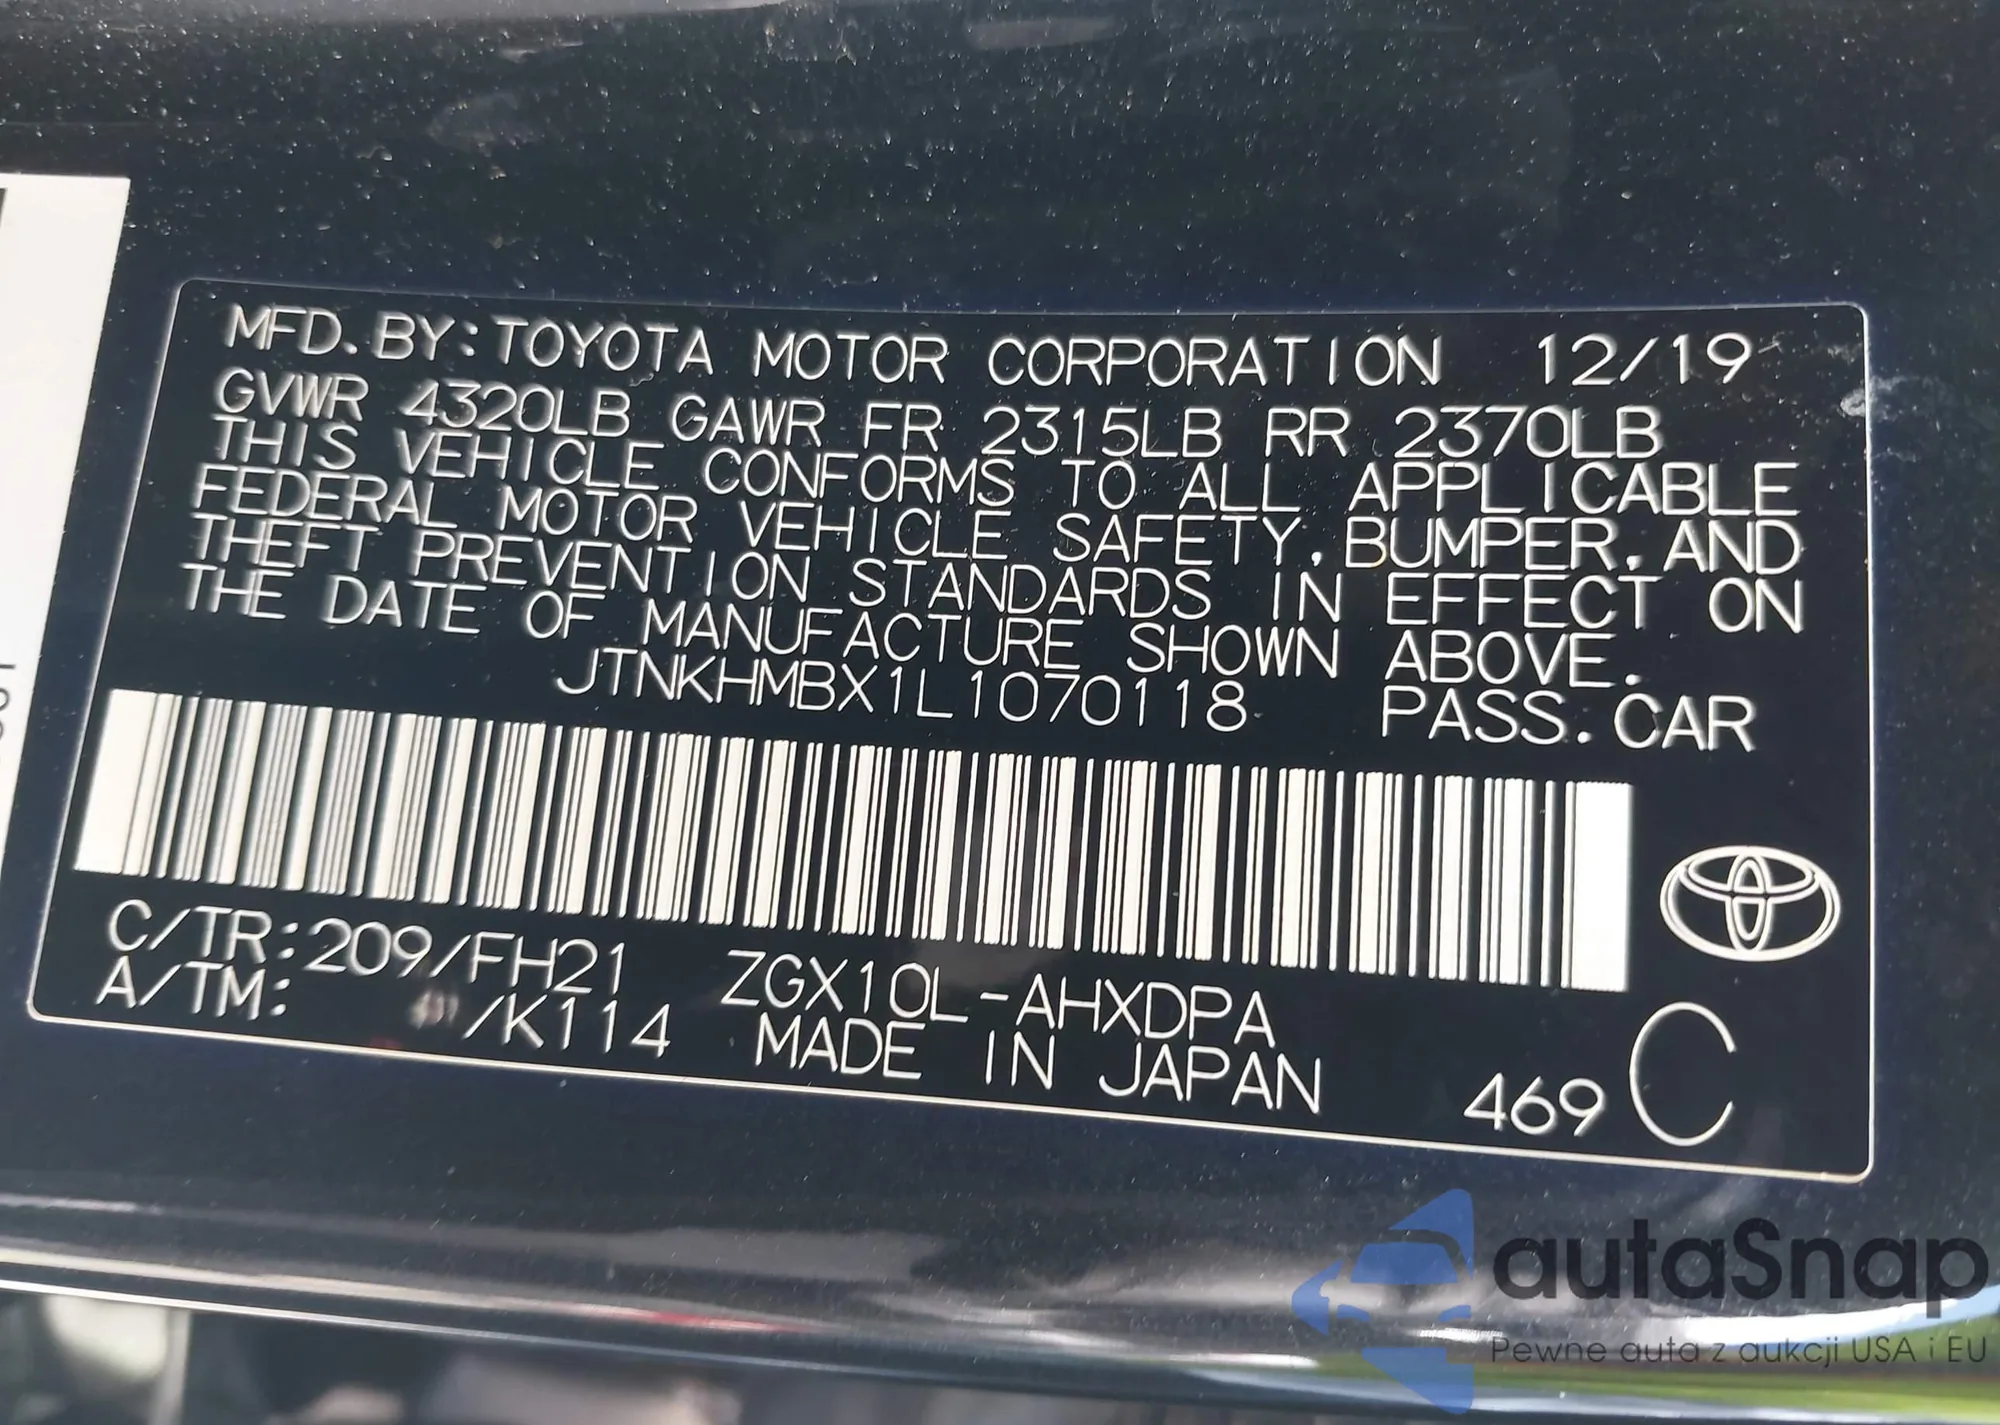 MFD.BY:TOYOTA MOTOR CORPORATION 12/19
GVWR 4320LB GAWR FR 2315LB RR 2370LB
THIS VEHICLE CONFORMS TO ALL APPLICABLE
FEDERAL MOTOR VEHICLE SAFETY,BUMPER,AND
THEFT PREVENTION STANDARDS IN EFFECT ON
THE DATE OF MANUFACTURE SHOWN ABOVE.
JTNKHMBX1L1070118 PASS.CAR
C/TR:209/FH21 ZGX10L-AHXDPA
A/TM: /K114 MADE IN JAPAN 469 C
autaSnap
Pewne auta z aukcji USA i EU